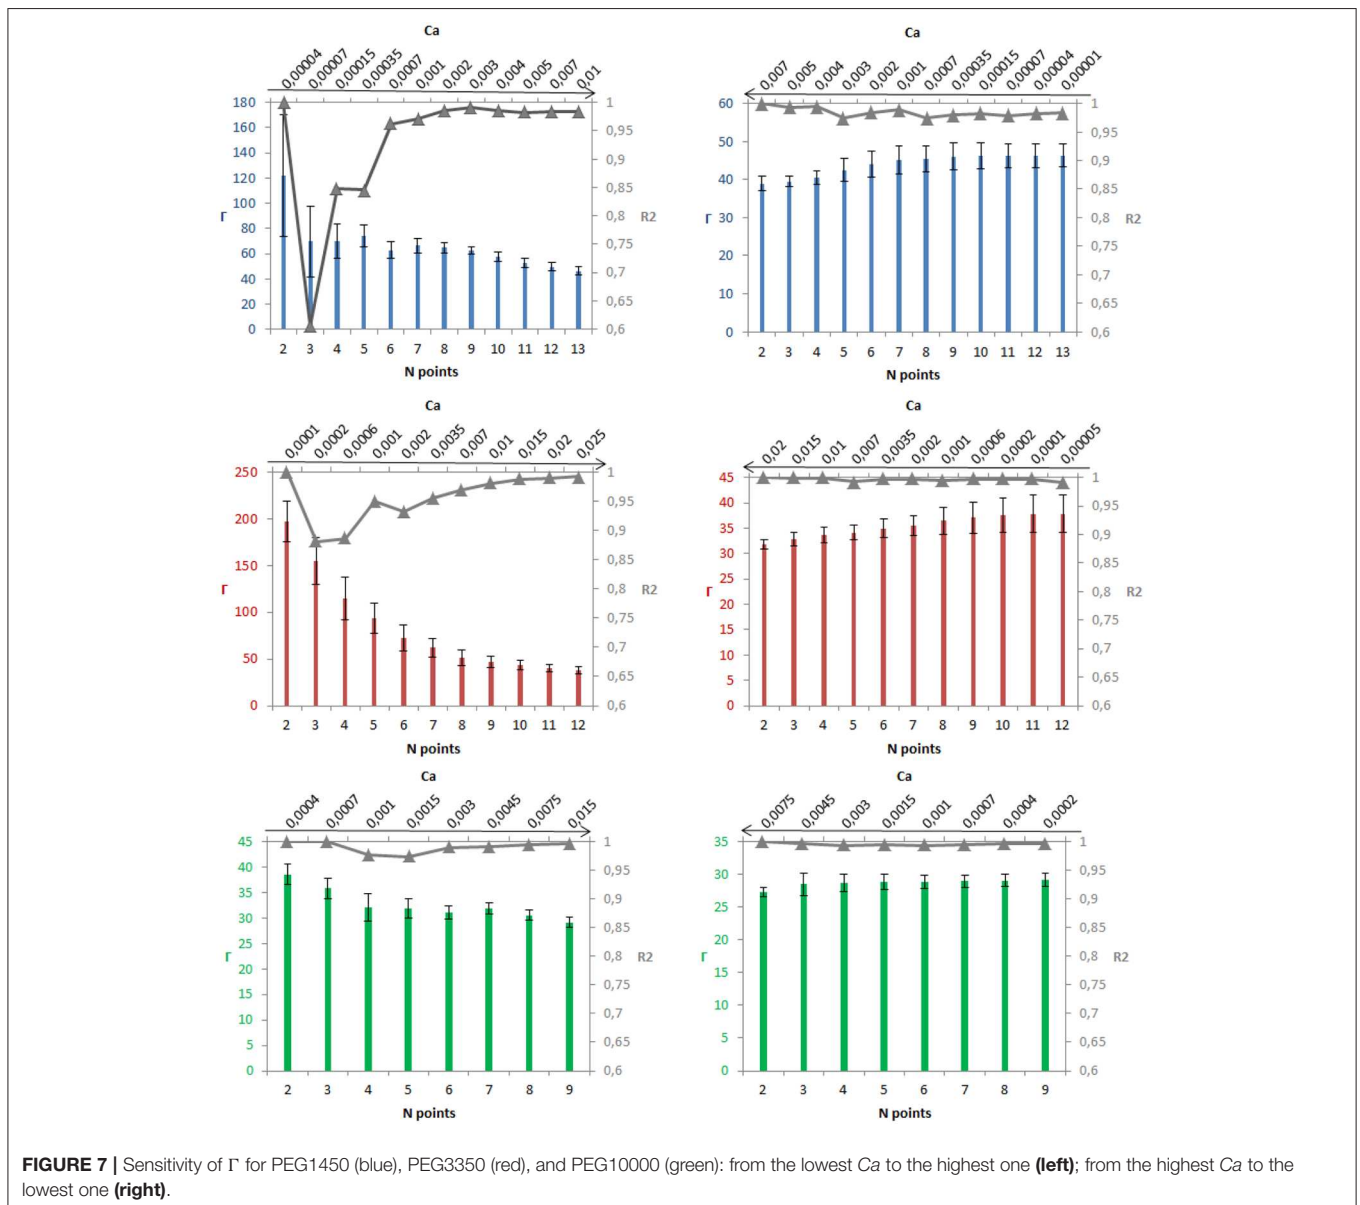 Ca
0,00004 0,00007 0,00015 0,00035 0,0007 0,001 0,002 0,003 0,004 0,005 0,007 0,01
180 160 140 120 100 80 60 40 20 0
Γ
1 0,95 0,9 0,85 0,8 0,75 0,7 0,65 0,6
R2
2 3 4 5 6 7 8 9 10 11 12 13
N points
Ca
0,007 0,005 0,004 0,003 0,002 0,001 0,0007 0,00035 0,00015 0,00007 0,00004 0,00001
60 50 40 30 20 10 0
Γ
1 0,95 0,9 0,85 0,8 0,75 0,7 0,65 0,6
R2
2 3 4 5 6 7 8 9 10 11 12 13
N points
Ca
0,0001 0,0002 0,0006 0,001 0,002 0,0035 0,007 0,01 0,015 0,02 0,025
250 200 150 100 50 0
Γ
1 0,95 0,9 0,85 0,8 0,75 0,7 0,65 0,6
R2
2 3 4 5 6 7 8 9 10 11 12
N points
Ca
0,02 0,015 0,01 0,007 0,0035 0,002 0,001 0,0006 0,0002 0,0001 0,00005
45 40 35 30 25 20 15 10 5 0
Γ
1 0,95 0,9 0,85 0,8 0,75 0,7 0,65 0,6
R2
2 3 4 5 6 7 8 9 10 11 12
N points
Ca
0,0004 0,0007 0,001 0,0015 0,003 0,0045 0,0075 0,015
45 40 35 30 25 20 15 10 5 0
Γ
1 0,95 0,9 0,85 0,8 0,75 0,7 0,65 0,6
R2
2 3 4 5 6 7 8 9
N points
Ca
0,0075 0,0045 0,003 0,0015 0,001 0,0007 0,0004 0,0002
35 30 25 20 15 10 5 0
Γ
1 0,95 0,9 0,85 0,8 0,75 0,7 0,65 0,6
R2
2 3 4 5 6 7 8 9
N points
FIGURE 7 | Sensitivity of Γ for PEG1450 (blue), PEG3350 (red), and PEG10000 (green): from the lowest Ca to the highest one (left); from the highest Ca to the
lowest one (right).